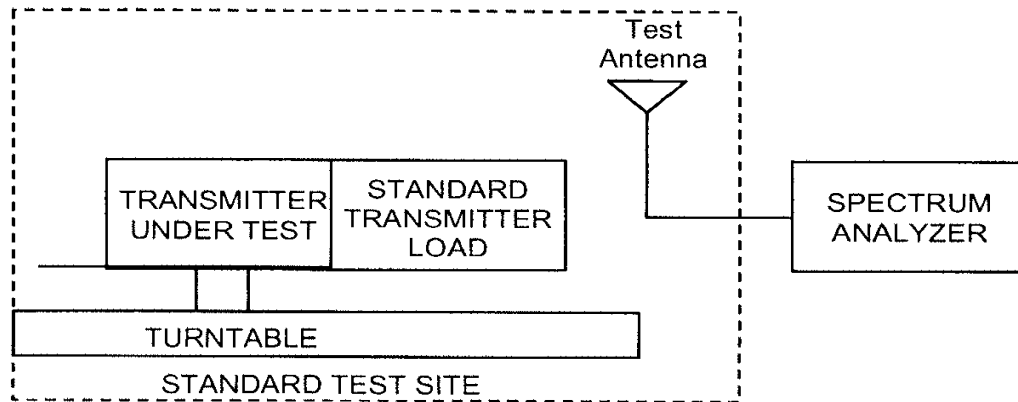 Test
Antenna
TRANSMITTER
UNDER TEST
STANDARD
TRANSMITTER
LOAD
SPECTRUM
ANALYZER
TURNTABLE
STANDARD TEST SITE